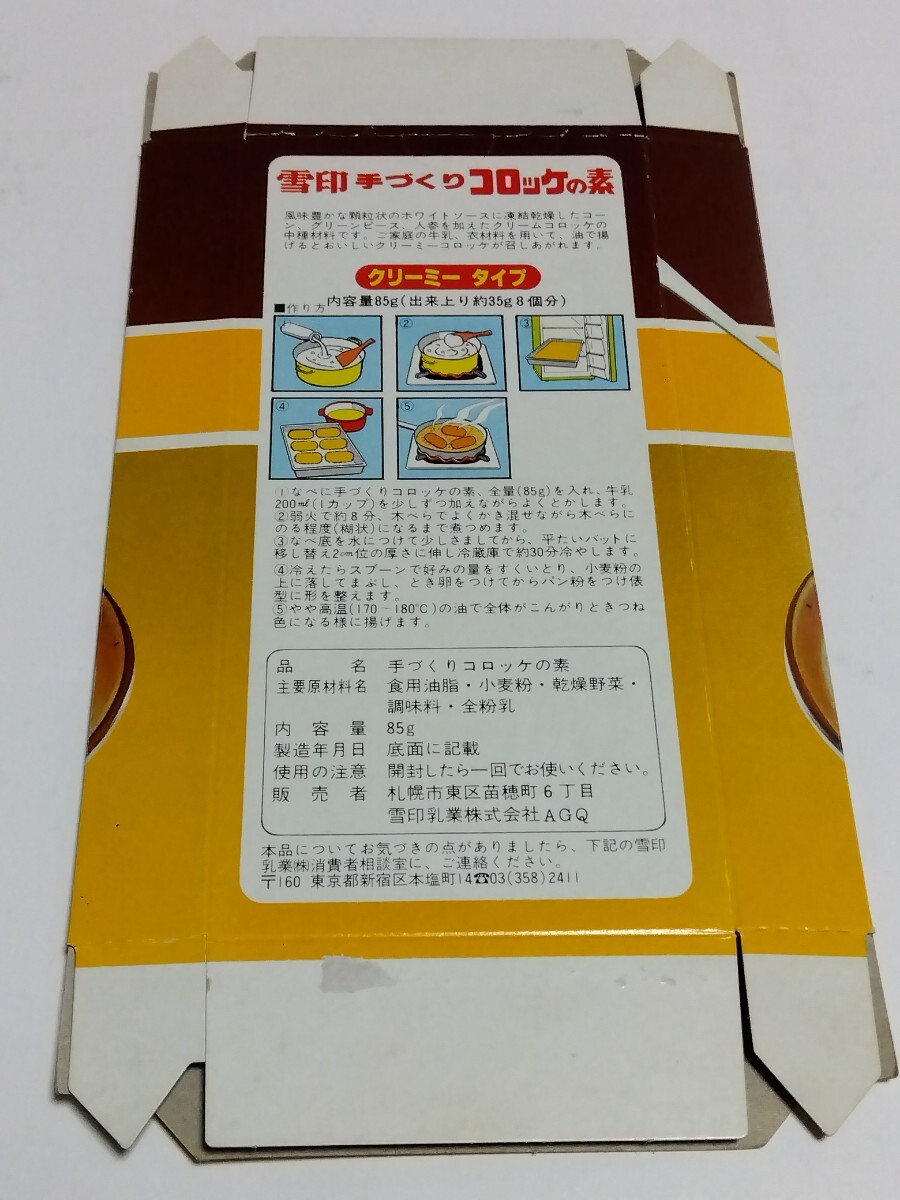 雪印 手づくり コロッケの素
風味豊かな顆粒状のホワイトソースに凍結乾燥したコー
ン、グリーンピース、人参を加えたクリームコロッケの
中種材料です。ご家庭の牛乳、衣材料を用いて、油で揚
げるとおいしいクリーミーコロッケが召しあがれます。
クリーミー タイプ
内容量85g(出来上り約35g8個分)
■作り方
①
②
③
④
⑤
①なべに手づくりコロッケの素、全量(85g)を入れ、牛乳
200㎖(1カップ)を少しずつ加えながらよくとかします。
②弱火で約8分、木べらでよくかき混ぜながら木べらに
のる程度(糊状)になるまで煮つめます。
③なべ底を水につけて少しさましてから、平たいバットに
移し替え2cm位の厚さに伸し冷蔵庫で約30分冷やします。
④冷えたらスプーンで好みの量をすくいとり、小麦粉の
上に落してまぶし、とき卵をつけてからパン粉をつけ俵
型に形を整えます。
⑤やや高温(170~180℃)の油で全体がこんがりときつね
色になる様に揚げます。
品名 手づくりコロッケの素
主要原材料名 食用油脂・小麦粉・乾燥野菜・
調味料・全粉乳
内容量 85g
製造年月日 底面に記載
使用の注意 開封したら一回でお使いください。
販売者 札幌市東区苗穂町6丁目
雪印乳業株式会社AGQ
本品についてお気づきの点がありましたら、下記の雪印
乳業㈱消費者相談室に、ご連絡ください。
〒160 東京都新宿区本塩町14☎03(358)2411